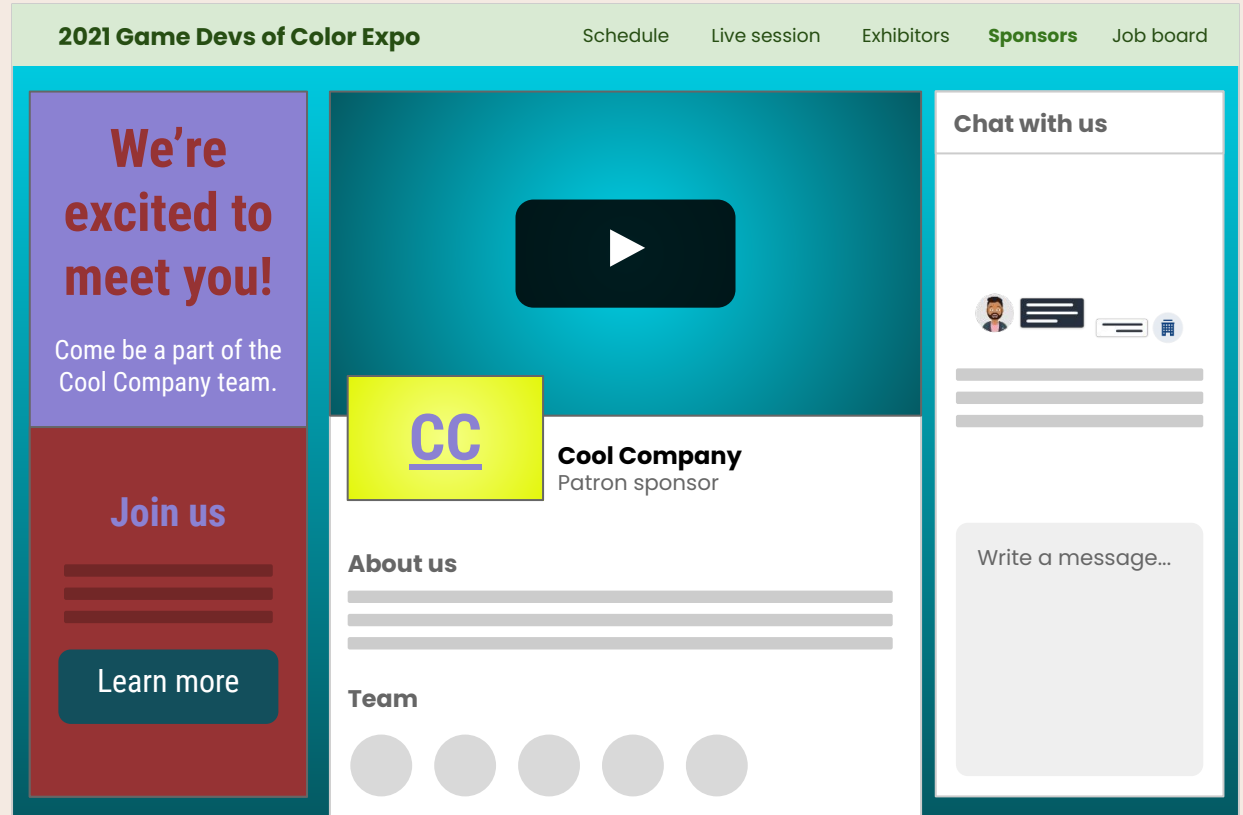 2021 Game Devs of Color Expo
Schedule
Live session
Exhibitors
Sponsors
Job board
We’re
excited to
meet you!
Come be a part of the
Cool Company team.
Join us
Learn more
CC
Cool Company
Patron sponsor
About us
Team
Chat with us
Write a message...